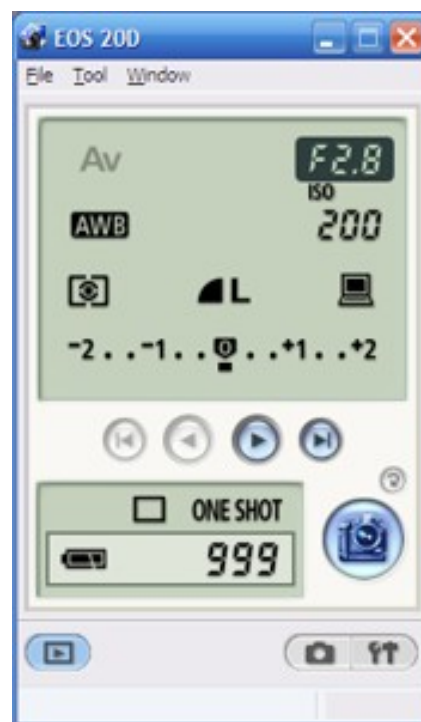 EOS 20D
File Tool Window
Av F2.8
ISO
AWB 200
L
-2..-1..0..+1..+2
ONE SHOT
999